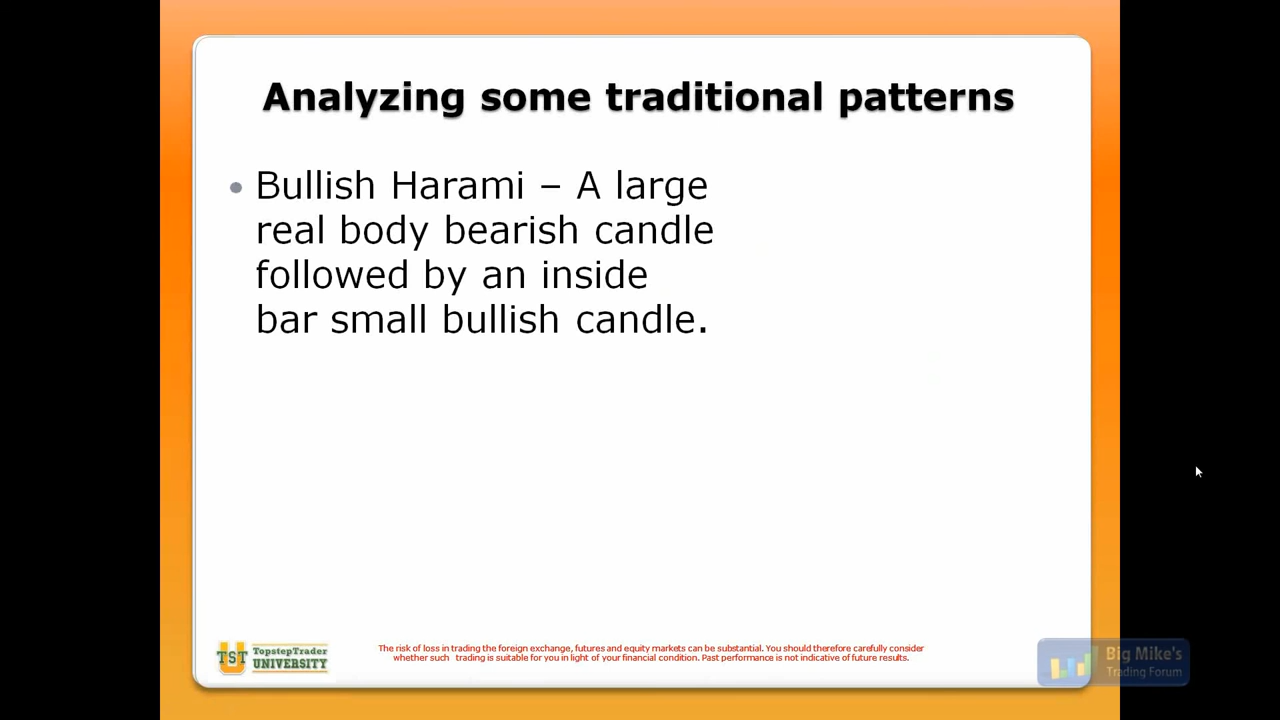 Analyzing some traditional patterns
• Bullish Harami – A large
real body bearish candle
followed by an inside
bar small bullish candle.
TST U
TopstepTrader
UNIVERSITY
The risk of loss in trading the foreign exchange, futures and equity markets can be substantial. You should therefore carefully consider
whether such trading is suitable for you in light of your financial condition. Past performance is not indicative of future results.
Big Mike's
Trading Forum